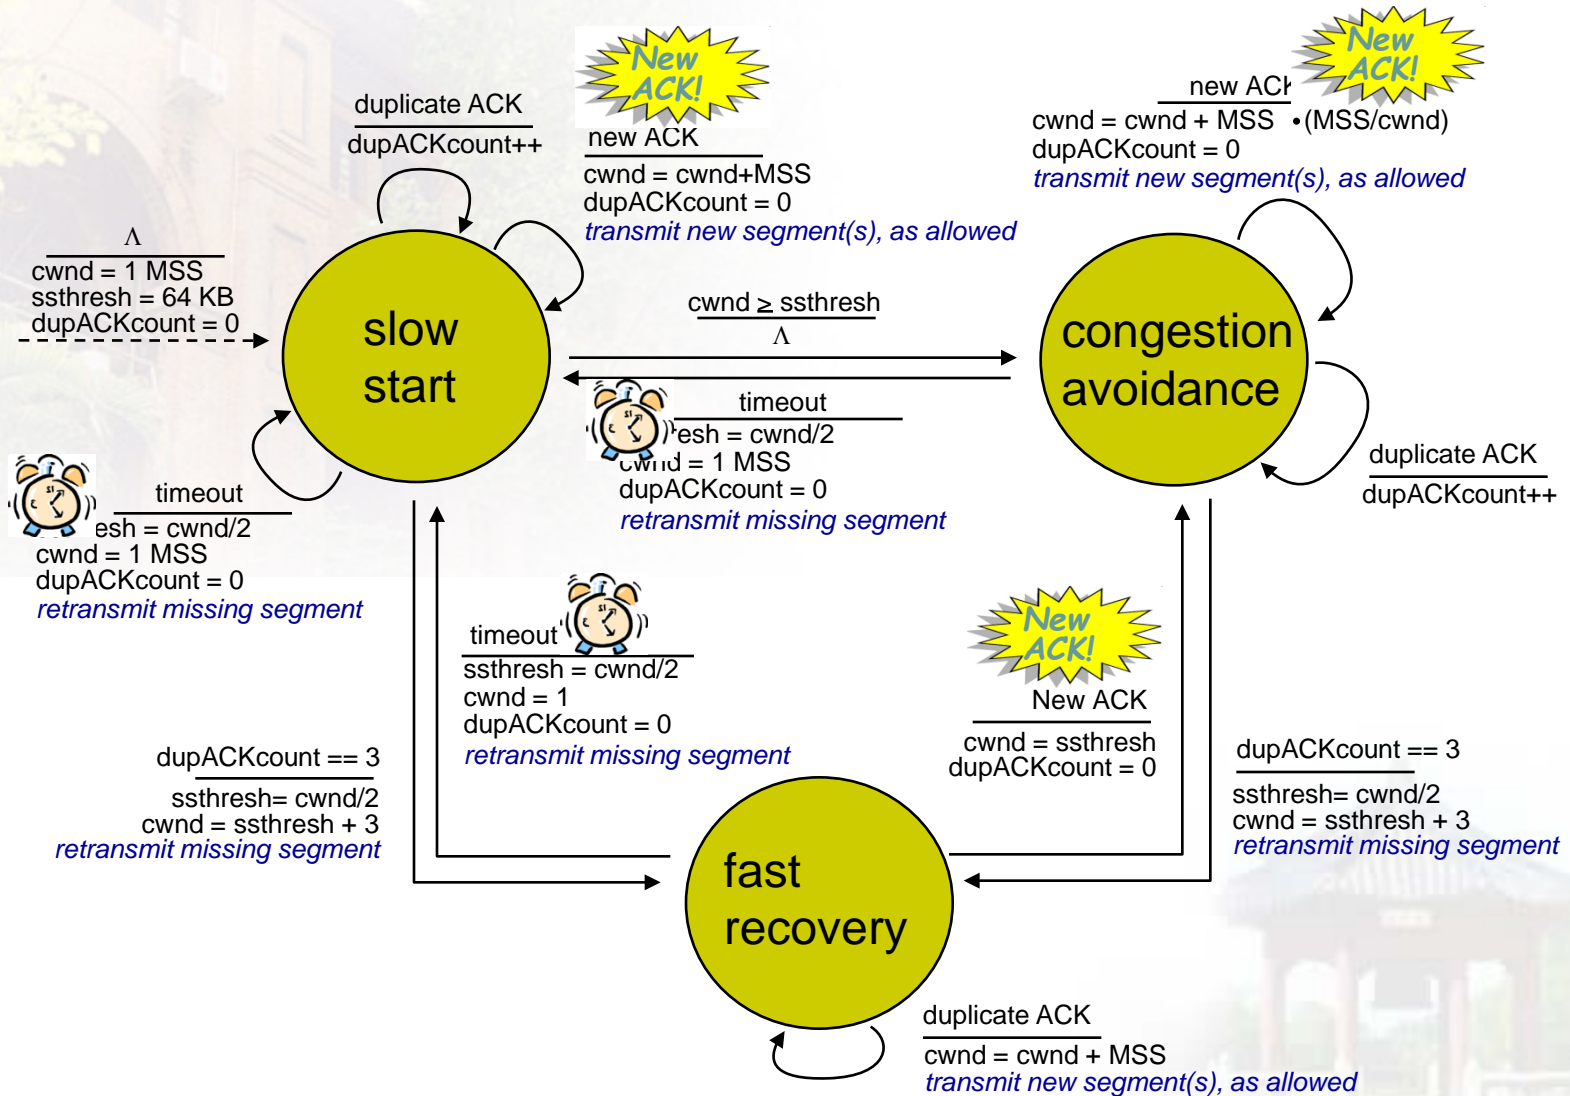 New
ACK!
New
ACK!
duplicate ACK
dupACKcount++
new ACK
cwnd = cwnd+MSS
dupACKcount = 0
transmit new segment(s), as allowed
new ACK
cwnd = cwnd + MSS •(MSS/cwnd)
dupACKcount = 0
transmit new segment(s), as allowed
Λ
cwnd = 1 MSS
ssthresh = 64 KB
dupACKcount = 0
slow
start
cwnd ≥ ssthresh
Λ
congestion
avoidance
timeout
esh = cwnd/2
cwnd = 1 MSS
dupACKcount = 0
retransmit missing segment
duplicate ACK
dupACKcount++
timeout
esh = cwnd/2
cwnd = 1 MSS
dupACKcount = 0
retransmit missing segment
timeout
ssthresh = cwnd/2
cwnd = 1
dupACKcount = 0
retransmit missing segment
New
ACK!
New ACK
cwnd = ssthresh
dupACKcount = 0
dupACKcount == 3
ssthresh= cwnd/2
cwnd = ssthresh + 3
retransmit missing segment
dupACKcount == 3
ssthresh= cwnd/2
cwnd = ssthresh + 3
retransmit missing segment
fast
recovery
duplicate ACK
cwnd = cwnd + MSS
transmit new segment(s), as allowed